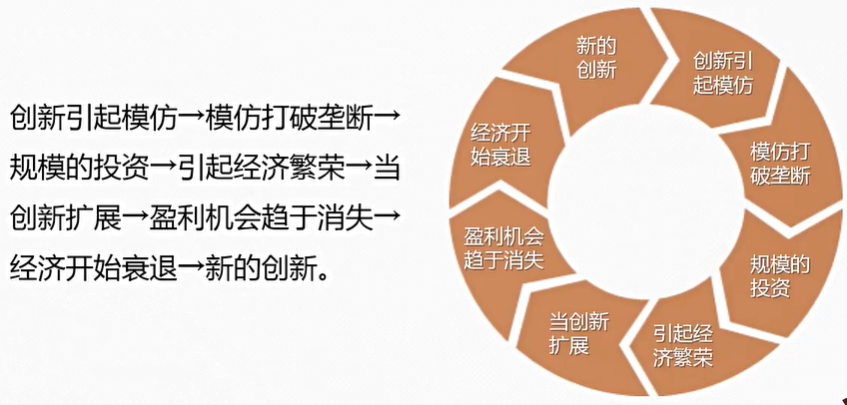 创新引起模仿→模仿打破垄断→
规模的投资→引起经济繁荣→当
创新扩展→盈利机会趋于消失→
经济开始衰退→新的创新。
新的
创新
创新引
起模仿
模仿打
破垄断
规模的
投资
引起经
济繁荣
当创新
扩展
盈利机会
趋于消失
经济开
始衰退